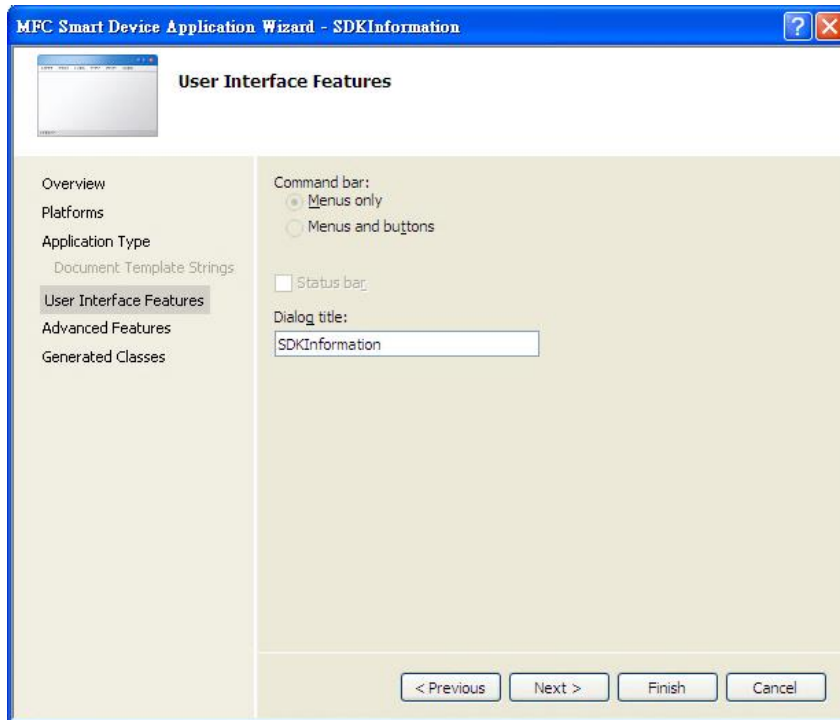 MFC Smart Device Application Wizard - SDKInformation
User Interface Features
Overview
Platforms
Application Type
Document Template Strings
User Interface Features
Advanced Features
Generated Classes
Command bar:
Menus only
Menus and buttons
Status bar
Dialog title:
SDKInformation
< Previous
Next >
Finish
Cancel